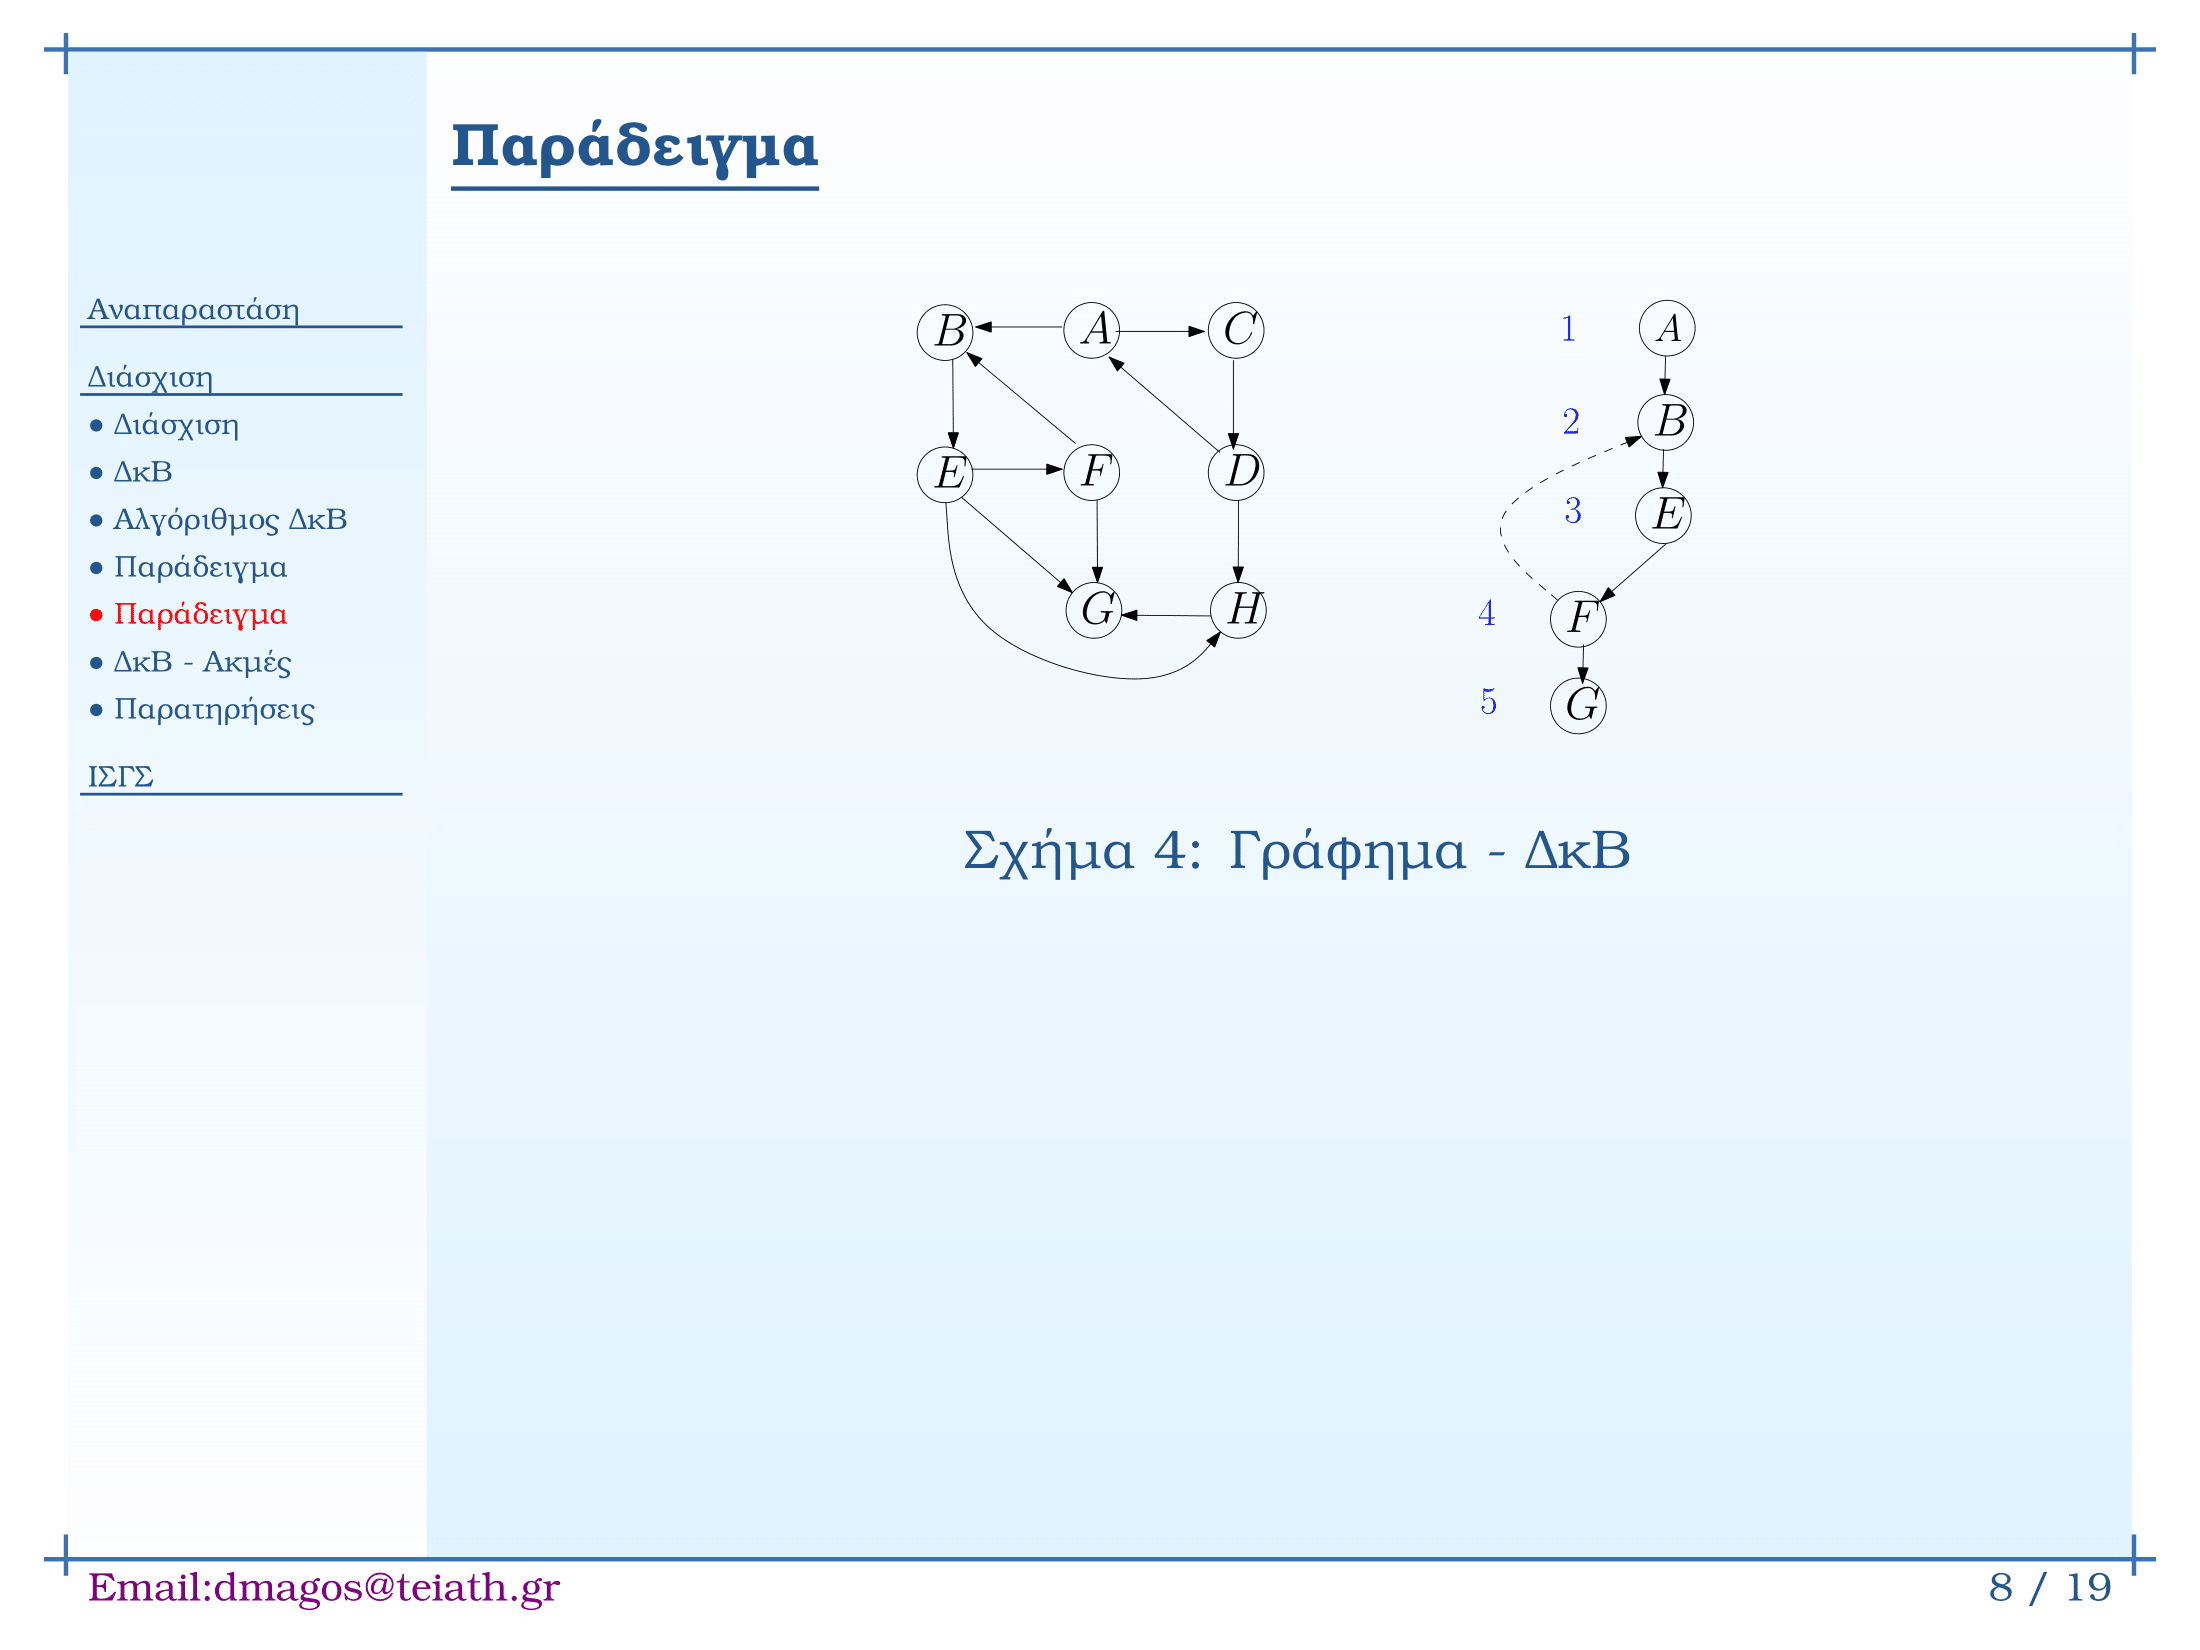 Παράδειγμα
Αναπαραστάση
Διάσχιση
● Διάσχιση
● ΔκΒ
● Αλγόριθμος ΔκΒ
● Παράδειγμα
● Παράδειγμα
● ΔκΒ - Ακμές
● Παρατηρήσεις
ΙΣΓΣ
B A C
E F D
G H
1 A
2 B
3 E
4 F
5 G
Σχήμα 4: Γράφημα - ΔκΒ
Email:dmagos@teiath.gr
8 / 19